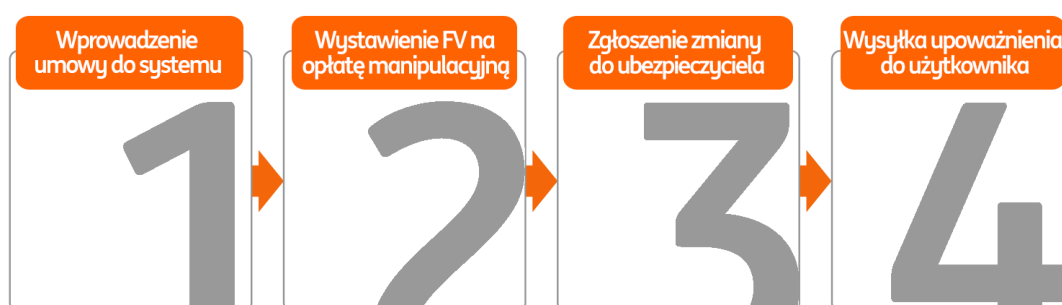 Wprowadzenie
umowy do systemu
1
Wystawienie FV na
opłatę manipulacyjną
2
Zgłoszenie zmiany
do ubezpieczyciela
3
Wysyłka upoważnienia
do użytkownika
4